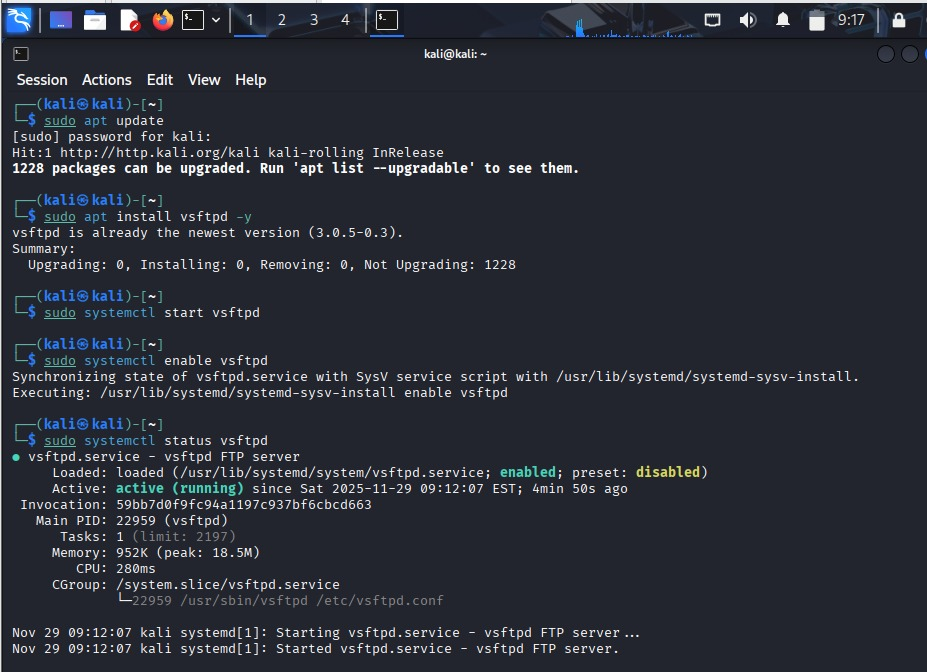 1 2 3 4 9:17
kali@kali: ~
Session Actions Edit View Help
┌──(kali㉿kali)-[~]
└─$ sudo apt update
[sudo] password for kali:
Hit:1 http://http.kali.org/kali kali-rolling InRelease
1228 packages can be upgraded. Run 'apt list --upgradable' to see them.
┌──(kali㉿kali)-[~]
└─$ sudo apt install vsftpd -y
vsftpd is already the newest version (3.0.5-0.3).
Summary:
  Upgrading: 0, Installing: 0, Removing: 0, Not Upgrading: 1228
┌──(kali㉿kali)-[~]
└─$ sudo systemctl start vsftpd
┌──(kali㉿kali)-[~]
└─$ sudo systemctl enable vsftpd
Synchronizing state of vsftpd.service with SysV service script with /usr/lib/systemd/systemd-sysv-install.
Executing: /usr/lib/systemd/systemd-sysv-install enable vsftpd
┌──(kali㉿kali)-[~]
└─$ sudo systemctl status vsftpd
● vsftpd.service - vsftpd FTP server
     Loaded: loaded (/usr/lib/systemd/system/vsftpd.service; enabled; preset: disabled)
     Active: active (running) since Sat 2025-11-29 09:12:07 EST; 4min 50s ago
 Invocation: 59bb7d0f9fc94a1197c937bf6cbcd663
   Main PID: 22959 (vsftpd)
      Tasks: 1 (limit: 2197)
     Memory: 952K (peak: 18.5M)
        CPU: 280ms
     CGroup: /system.slice/vsftpd.service
             └─22959 /usr/sbin/vsftpd /etc/vsftpd.conf
Nov 29 09:12:07 kali systemd[1]: Starting vsftpd.service - vsftpd FTP server...
Nov 29 09:12:07 kali systemd[1]: Started vsftpd.service - vsftpd FTP server.